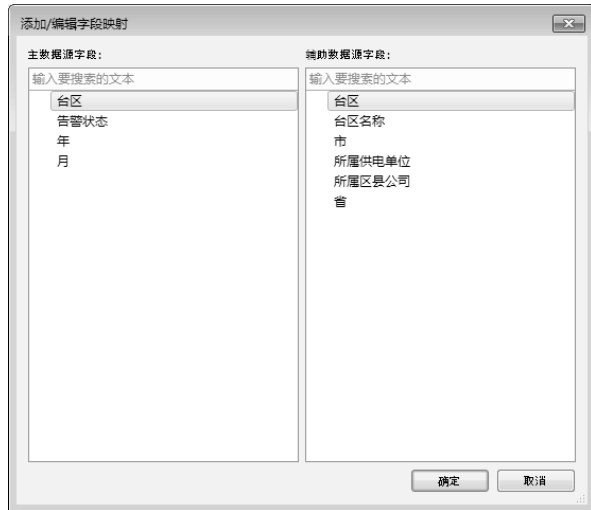 添加/编辑字段映射
主数据源字段:
辅助数据源字段:
输入要搜索的文本
输入要搜索的文本
台区
告警状态
年
月
台区
台区名称
市
所属供电单位
所属区县公司
省
确定
取消